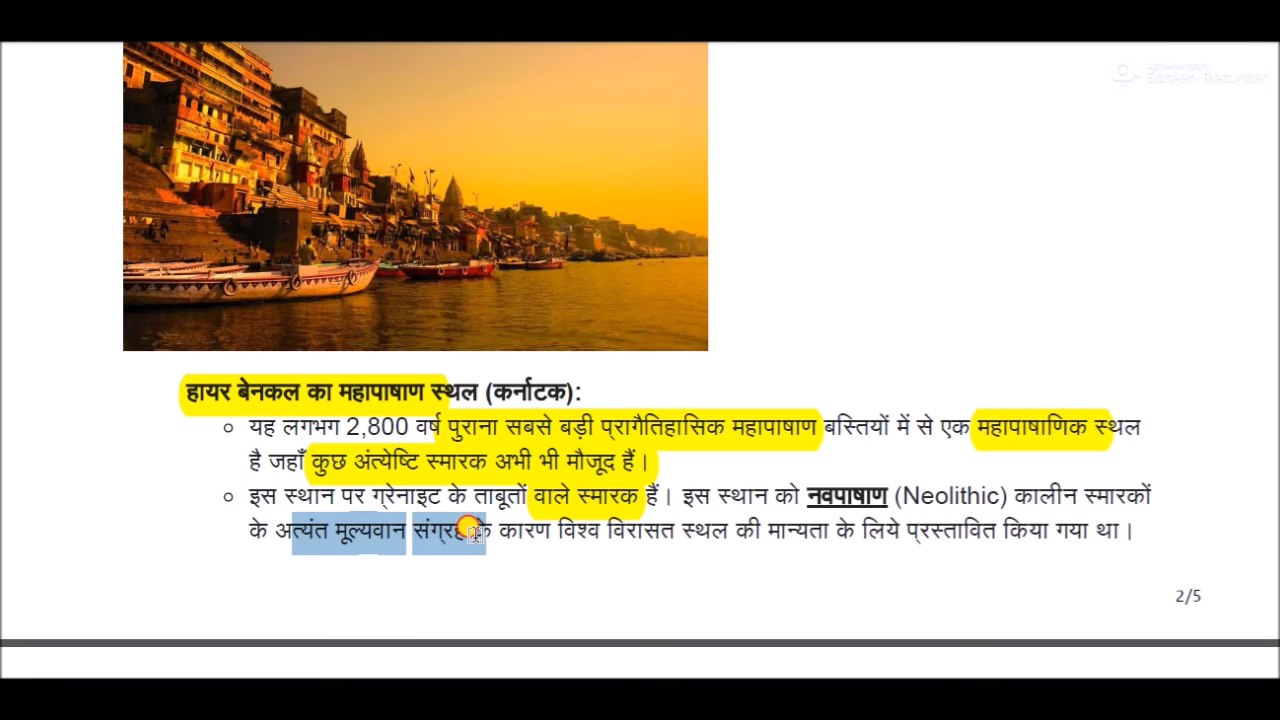 Screen Recorder
हायर बेनकल का महापाषाण स्थल (कर्नाटक):
यह लगभग 2,800 वर्ष पुराना सबसे बड़ी प्रागैतिहासिक महापाषाण बस्तियों में से एक महापाषाणिक स्थल
है जहाँ कुछ अंत्येष्टि स्मारक अभी भी मौजूद हैं।
इस स्थान पर ग्रेनाइट के ताबूतों वाले स्मारक हैं। इस स्थान को नवपाषाण (Neolithic) कालीन स्मारकों
के अत्यंत मूल्यवान संग्रह के कारण विश्व विरासत स्थल की मान्यता के लिये प्रस्तावित किया गया था।
2/5